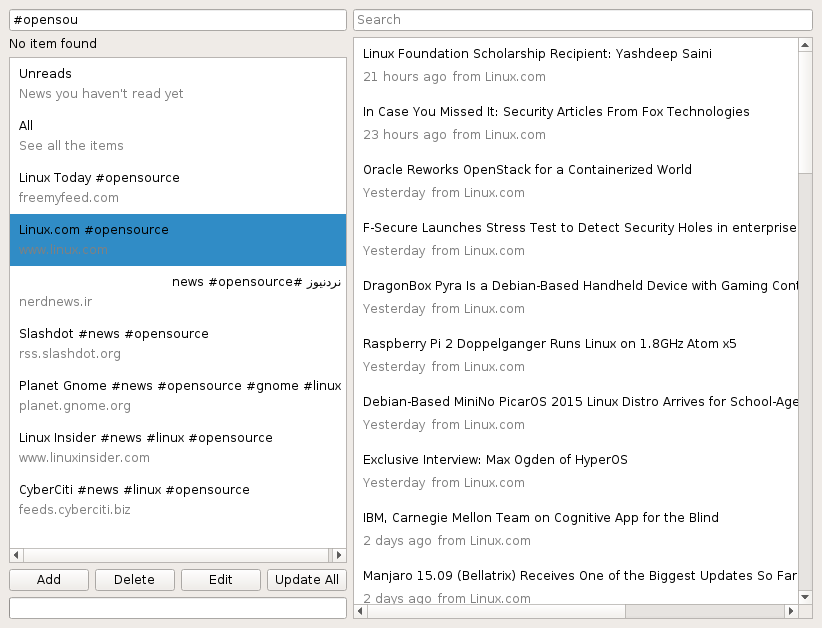 #opensou
No item found
Unreads
News you haven't read yet
All
See all the items
Linux Today #opensource
freemyfeed.com
Linux.com #opensource
www.linux.com
نردنیوز #news #opensource
nerdnews.ir
Slashdot #news #opensource
rss.slashdot.org
Planet Gnome #news #opensource #gnome #linux
planet.gnome.org
Linux Insider #news #linux #opensource
www.linuxinsider.com
CyberCiti #news #linux #opensource
feeds.cyberciti.biz
Add
Delete
Edit
Update All
Search
Linux Foundation Scholarship Recipient: Yashdeep Saini
21 hours ago from Linux.com
In Case You Missed It: Security Articles From Fox Technologies
23 hours ago from Linux.com
Oracle Reworks OpenStack for a Containerized World
Yesterday from Linux.com
F-Secure Launches Stress Test to Detect Security Holes in enterprise
Yesterday from Linux.com
DragonBox Pyra Is a Debian-Based Handheld Device with Gaming Cont
Yesterday from Linux.com
Raspberry Pi 2 Doppelganger Runs Linux on 1.8GHz Atom x5
Yesterday from Linux.com
Debian-Based MiniNo PicarOS 2015 Linux Distro Arrives for School-Age
Yesterday from Linux.com
Exclusive Interview: Max Ogden of HyperOS
Yesterday from Linux.com
IBM, Carnegie Mellon Team on Cognitive App for the Blind
2 days ago from Linux.com
Manjaro 15.09 (Bellatrix) Receives One of the Biggest Updates So Far
2 days ago from Linux.com